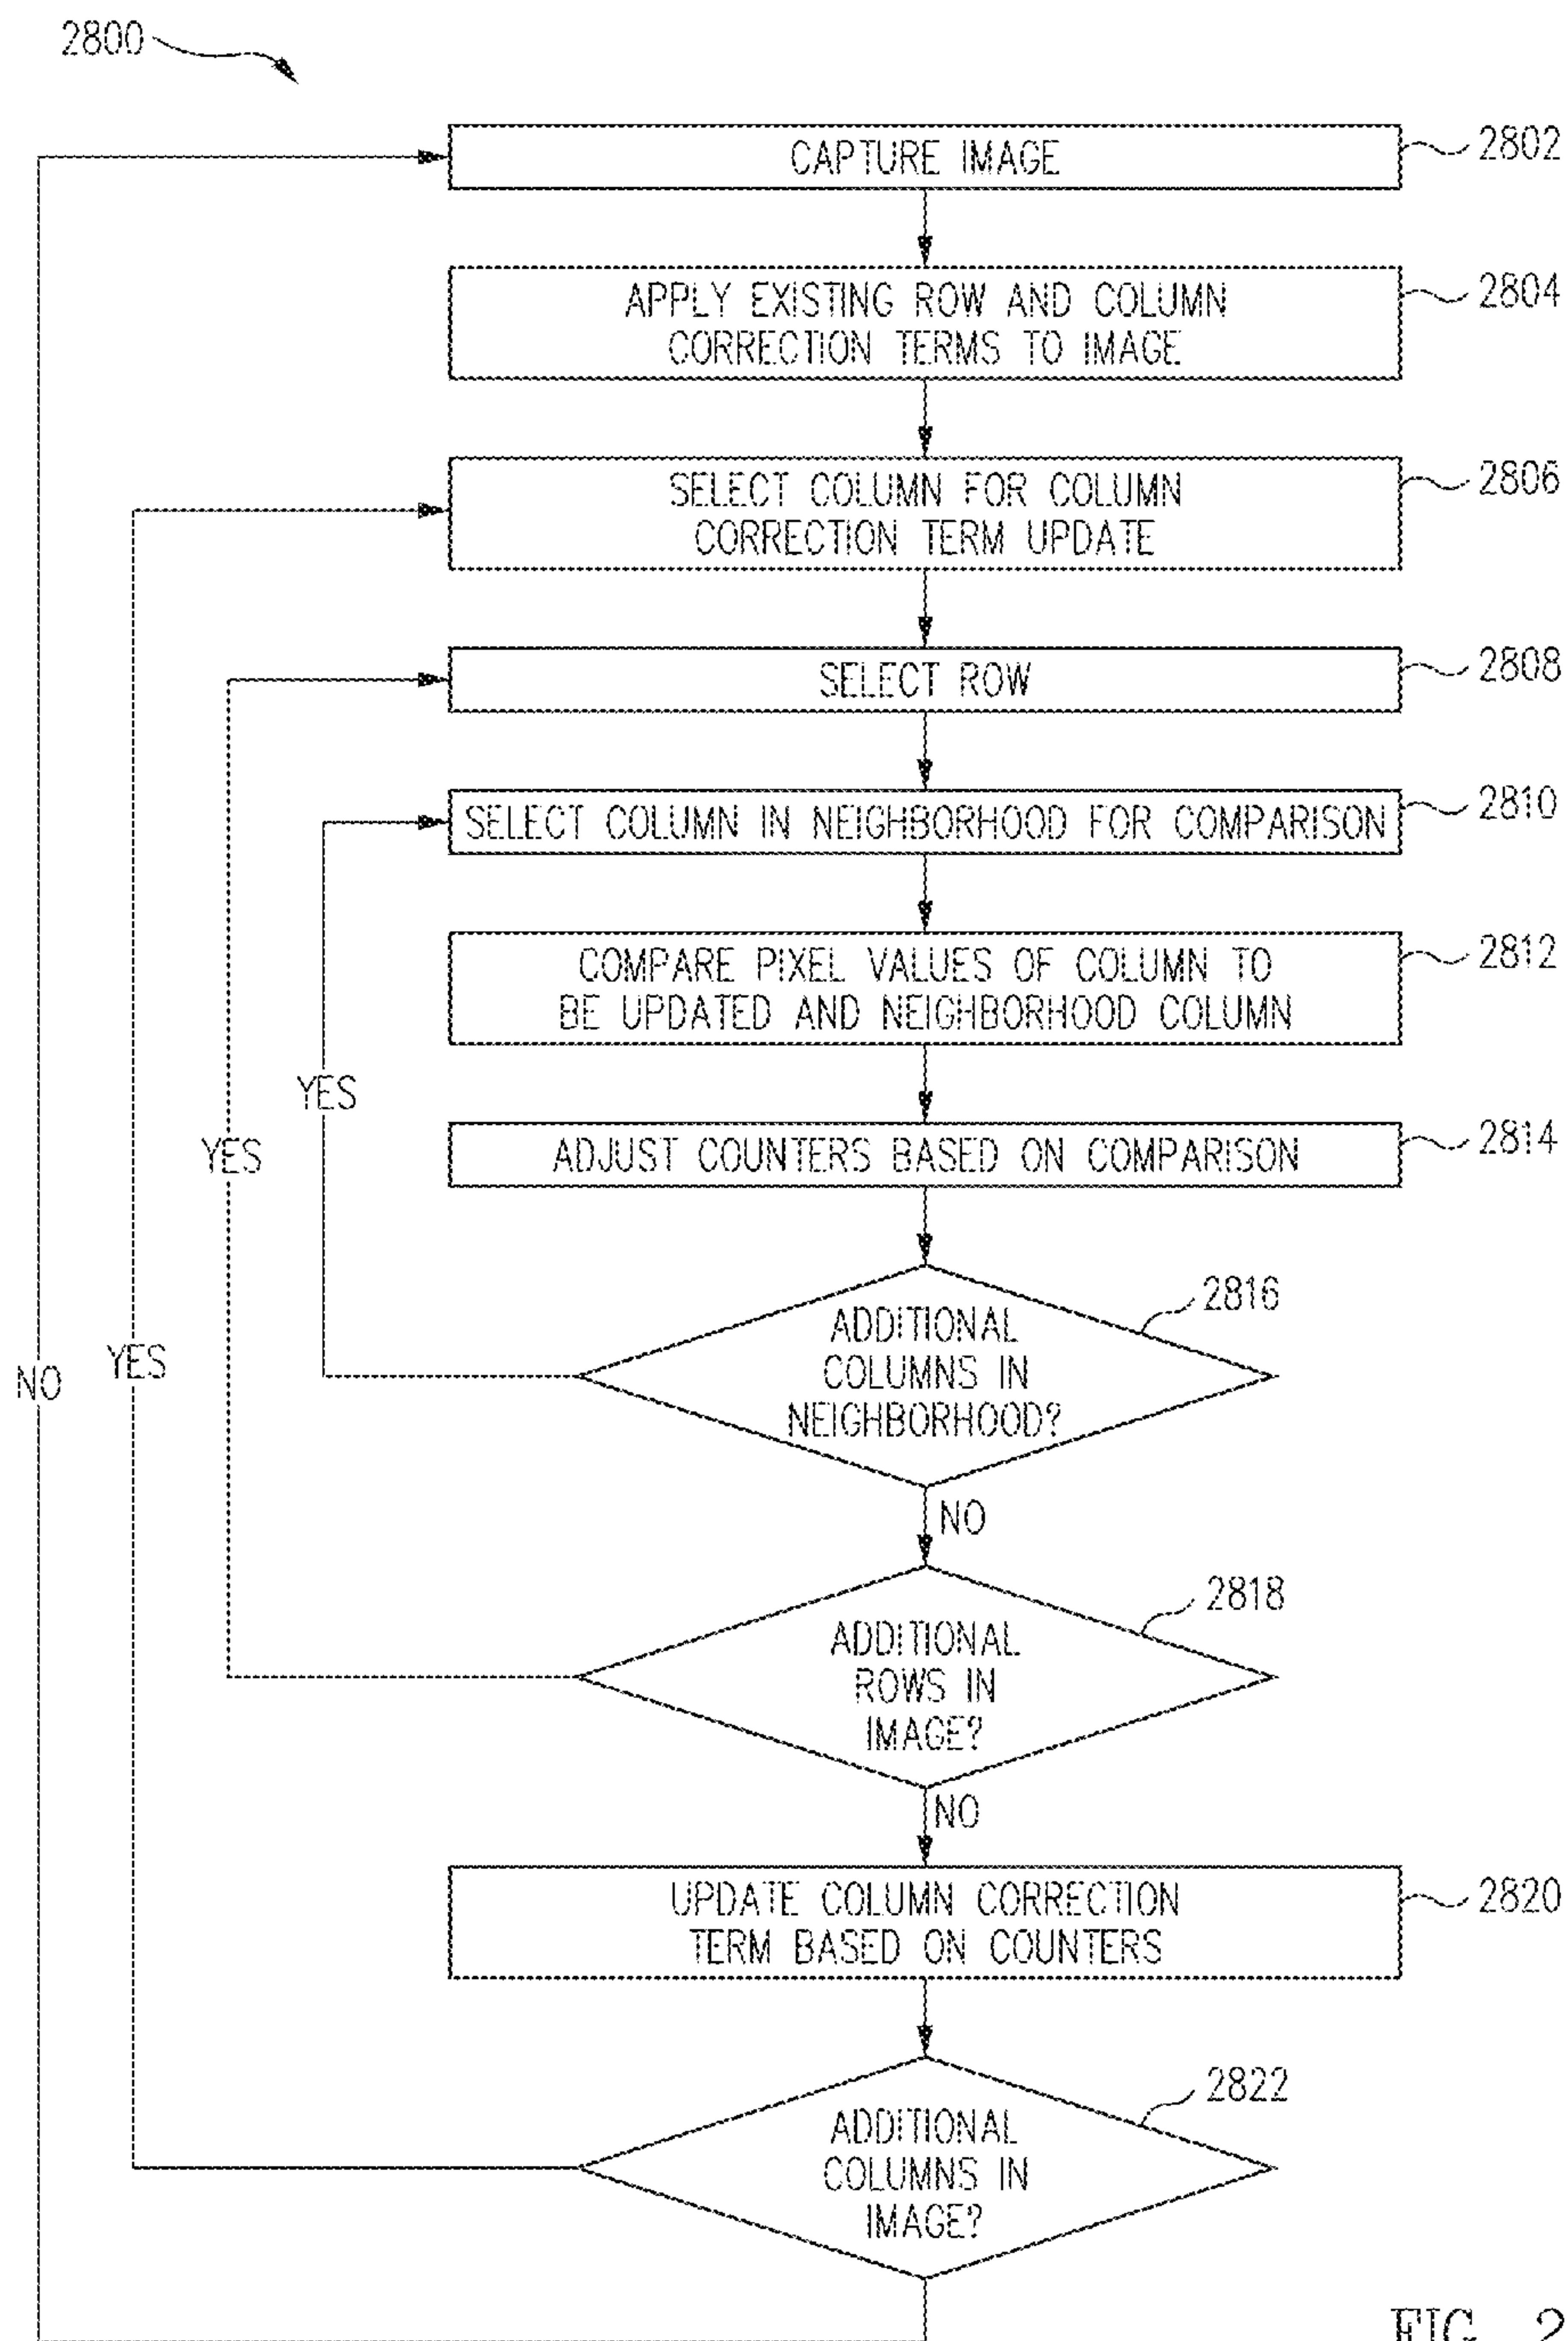 2800
CAPTURE IMAGE
2802
APPLY EXISTING ROW AND COLUMN
CORRECTION TERMS TO IMAGE
2804
SELECT COLUMN FOR COLUMN
CORRECTION TERM UPDATE
2806
SELECT ROW
2808
SELECT COLUMN IN NEIGHBORHOOD FOR COMPARISON
2810
COMPARE PIXEL VALUES OF COLUMN TO
BE UPDATED AND NEIGHBORHOOD COLUMN
2812
YES
YES
ADJUST COUNTERS BASED ON COMPARISON
2814
2816
ADDITIONAL
COLUMNS IN
NEIGHBORHOOD?
YES
NO
NO
2818
ADDITIONAL
ROWS IN
IMAGE?
NO
UPDATE COLUMN CORRECTION
TERM BASED ON COUNTERS
2820
2822
ADDITIONAL
COLUMNS IN
IMAGE?
FIG. 2